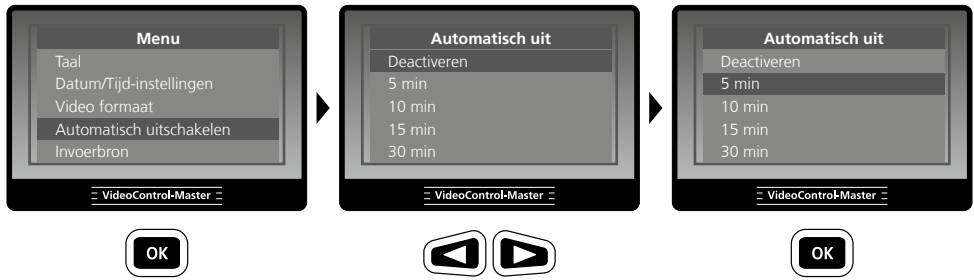 Menu
Taal
Datum/Tijd-instellingen
Video formaat
Automatisch uitschakelen
Invoerbron
VideoControl-Master
OK
Automatisch uit
Deactiveren
5 min
10 min
15 min
30 min
VideoControl-Master
Automatisch uit
Deactiveren
5 min
10 min
15 min
30 min
VideoControl-Master
OK